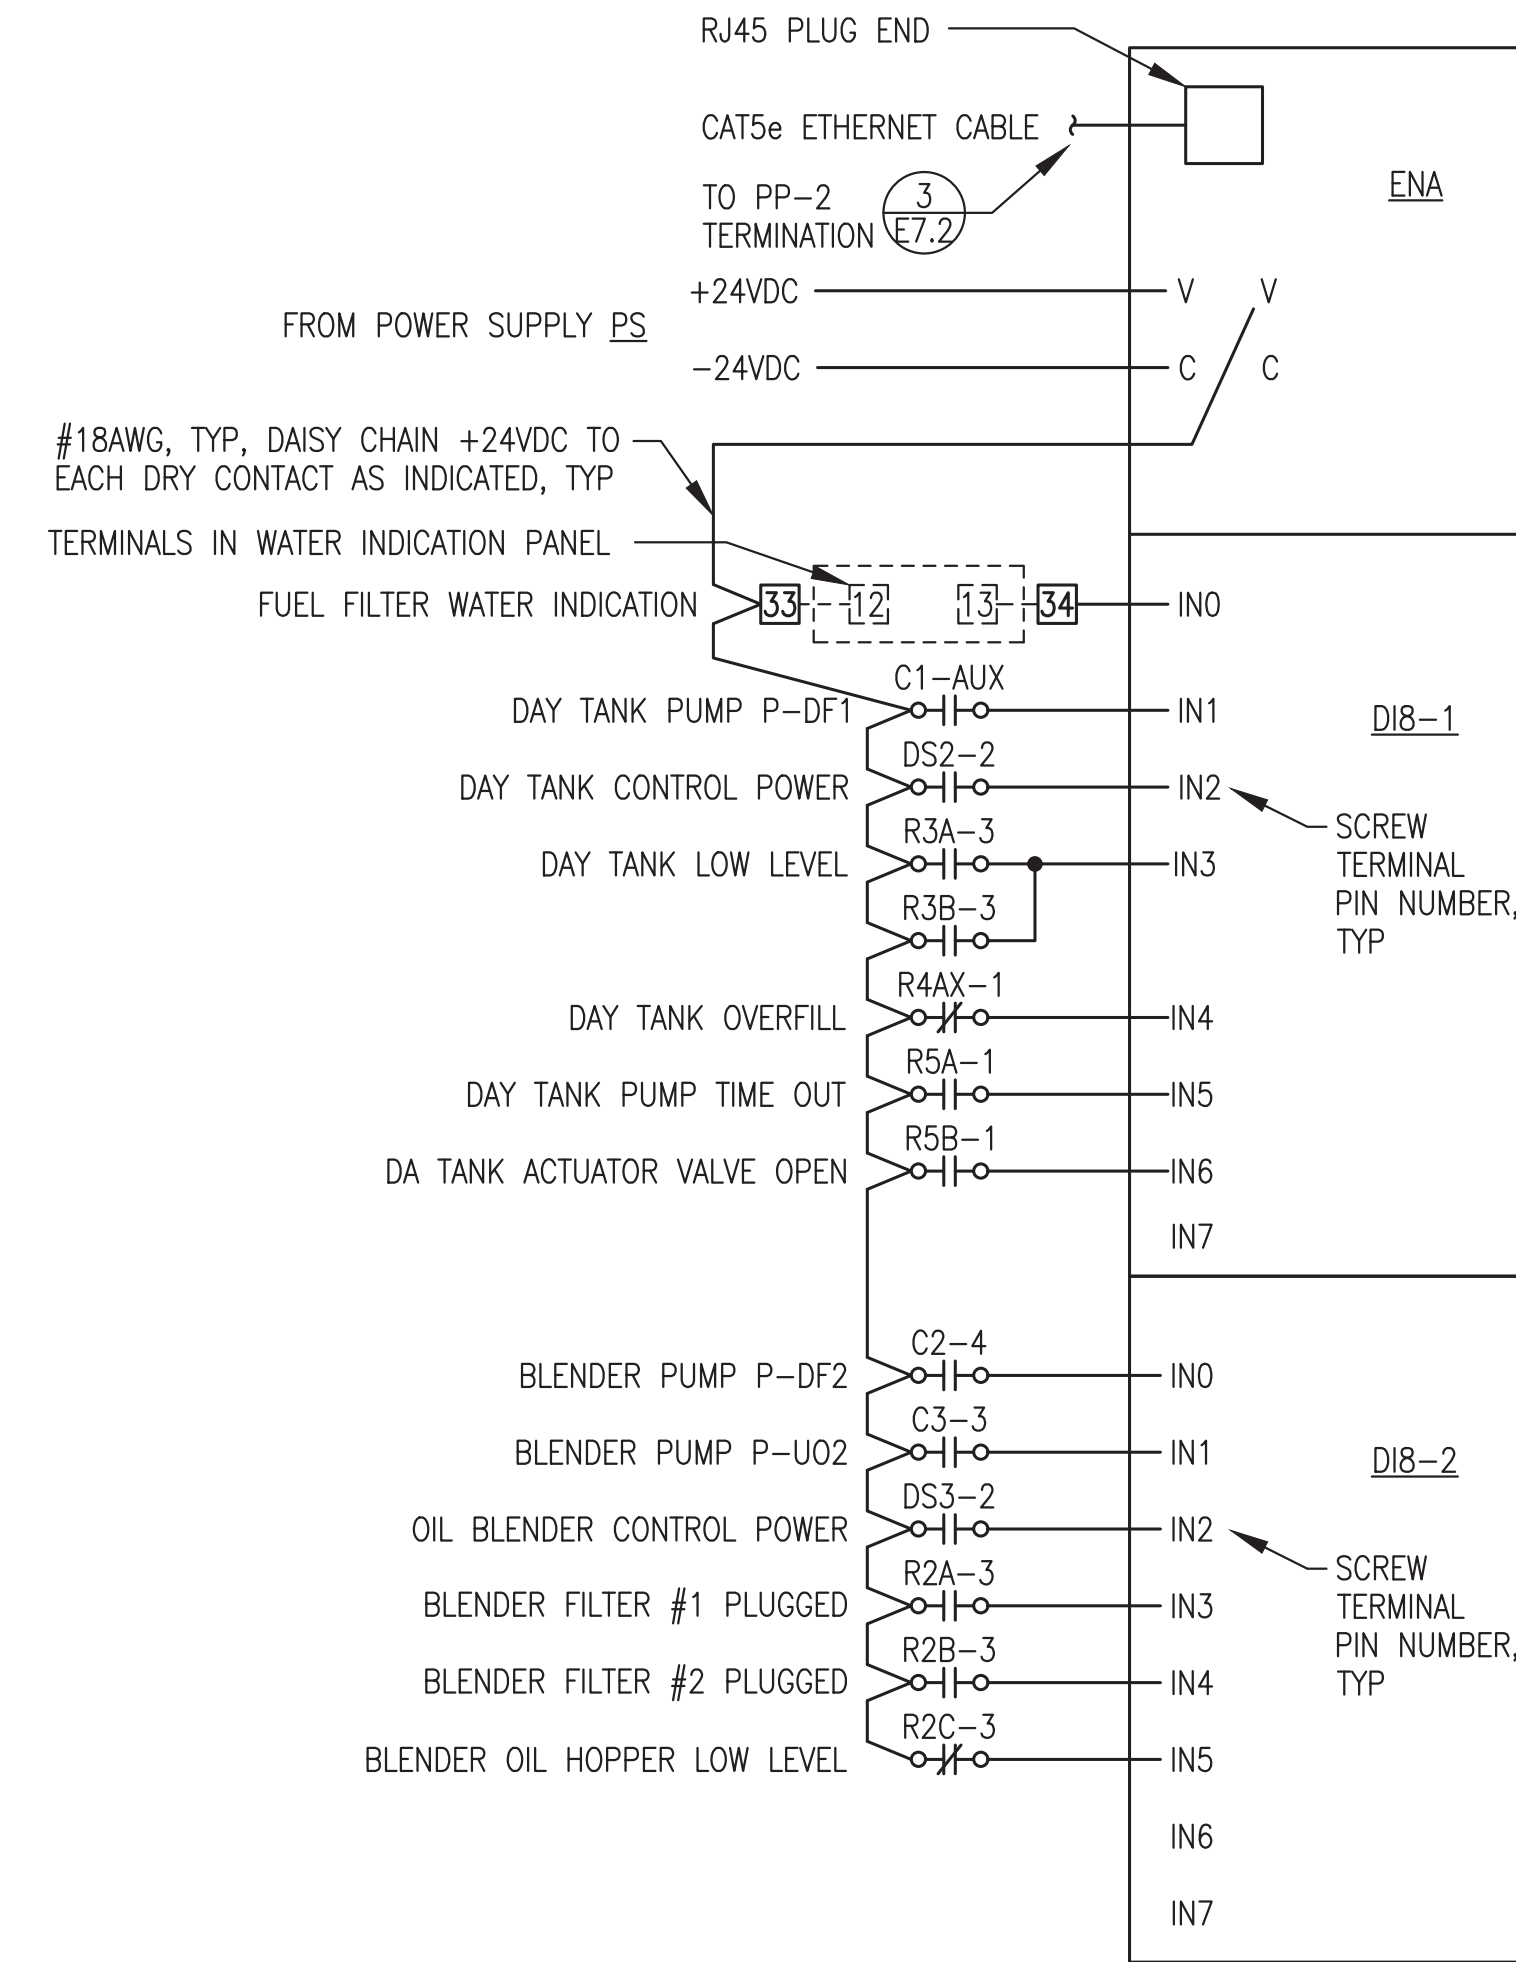 RJ45 PLUG END
CAT5e ETHERNET CABLE
TO PP-2
TERMINATION
3
E7.2
ENA
+24VDC
V
V
FROM POWER SUPPLY PS
-24VDC
C
C
#18AWG, TYP, DAISY CHAIN +24VDC TO
EACH DRY CONTACT AS INDICATED, TYP
TERMINALS IN WATER INDICATION PANEL
FUEL FILTER WATER INDICATION
33
12
13
34
IN0
C1-AUX
DAY TANK PUMP P-DF1
IN1
DI8-1
DS2-2
DAY TANK CONTROL POWER
IN2
SCREW
TERMINAL
PIN NUMBER,
TYP
R3A-3
DAY TANK LOW LEVEL
IN3
R3B-3
R4AX-1
DAY TANK OVERFILL
IN4
R5A-1
DAY TANK PUMP TIME OUT
IN5
R5B-1
DA TANK ACTUATOR VALVE OPEN
IN6
IN7
C2-4
BLENDER PUMP P-DF2
IN0
C3-3
BLENDER PUMP P-UO2
IN1
DI8-2
DS3-2
OIL BLENDER CONTROL POWER
IN2
SCREW
TERMINAL
PIN NUMBER,
TYP
R2A-3
BLENDER FILTER #1 PLUGGED
IN3
R2B-3
BLENDER FILTER #2 PLUGGED
IN4
R2C-3
BLENDER OIL HOPPER LOW LEVEL
IN5
IN6
IN7